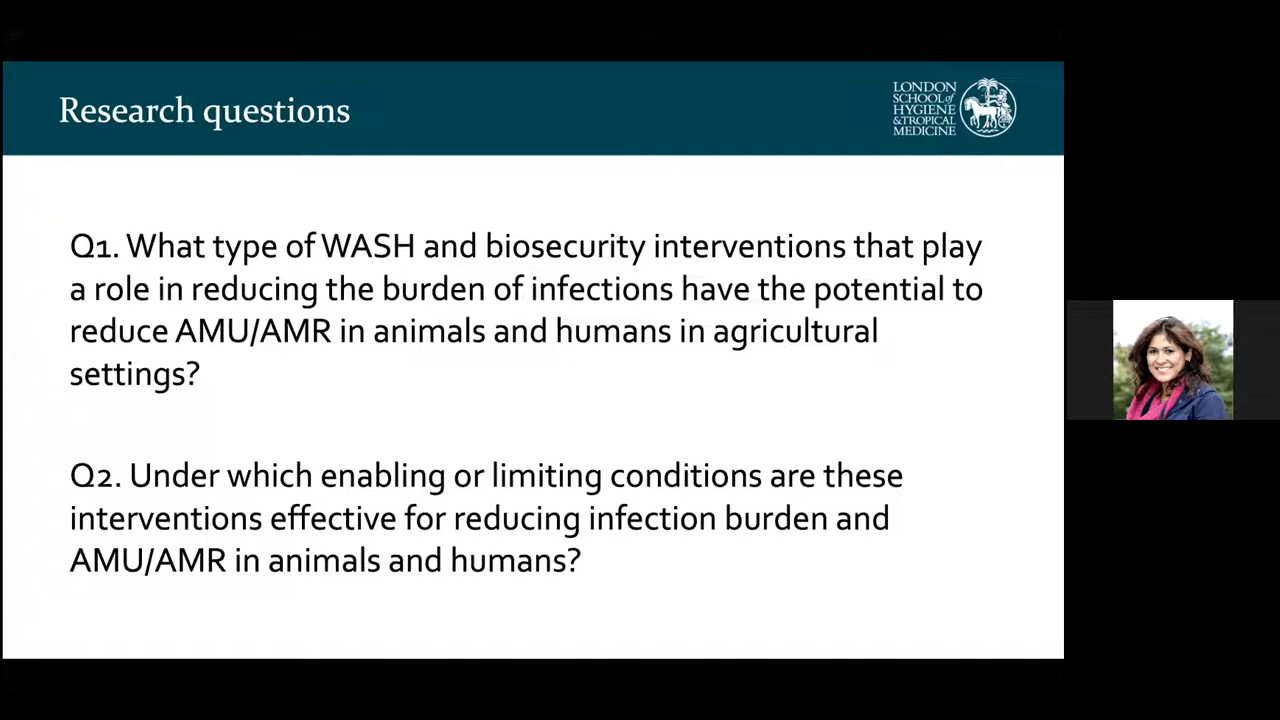 Research questions
LONDON
SCHOOL of
HYGIENE
& TROPICAL
MEDICINE
Q1. What type of WASH and biosecurity interventions that play
a role in reducing the burden of infections have the potential to
reduce AMU/AMR in animals and humans in agricultural
settings?
Q2. Under which enabling or limiting conditions are these
interventions effective for reducing infection burden and
AMU/AMR in animals and humans?